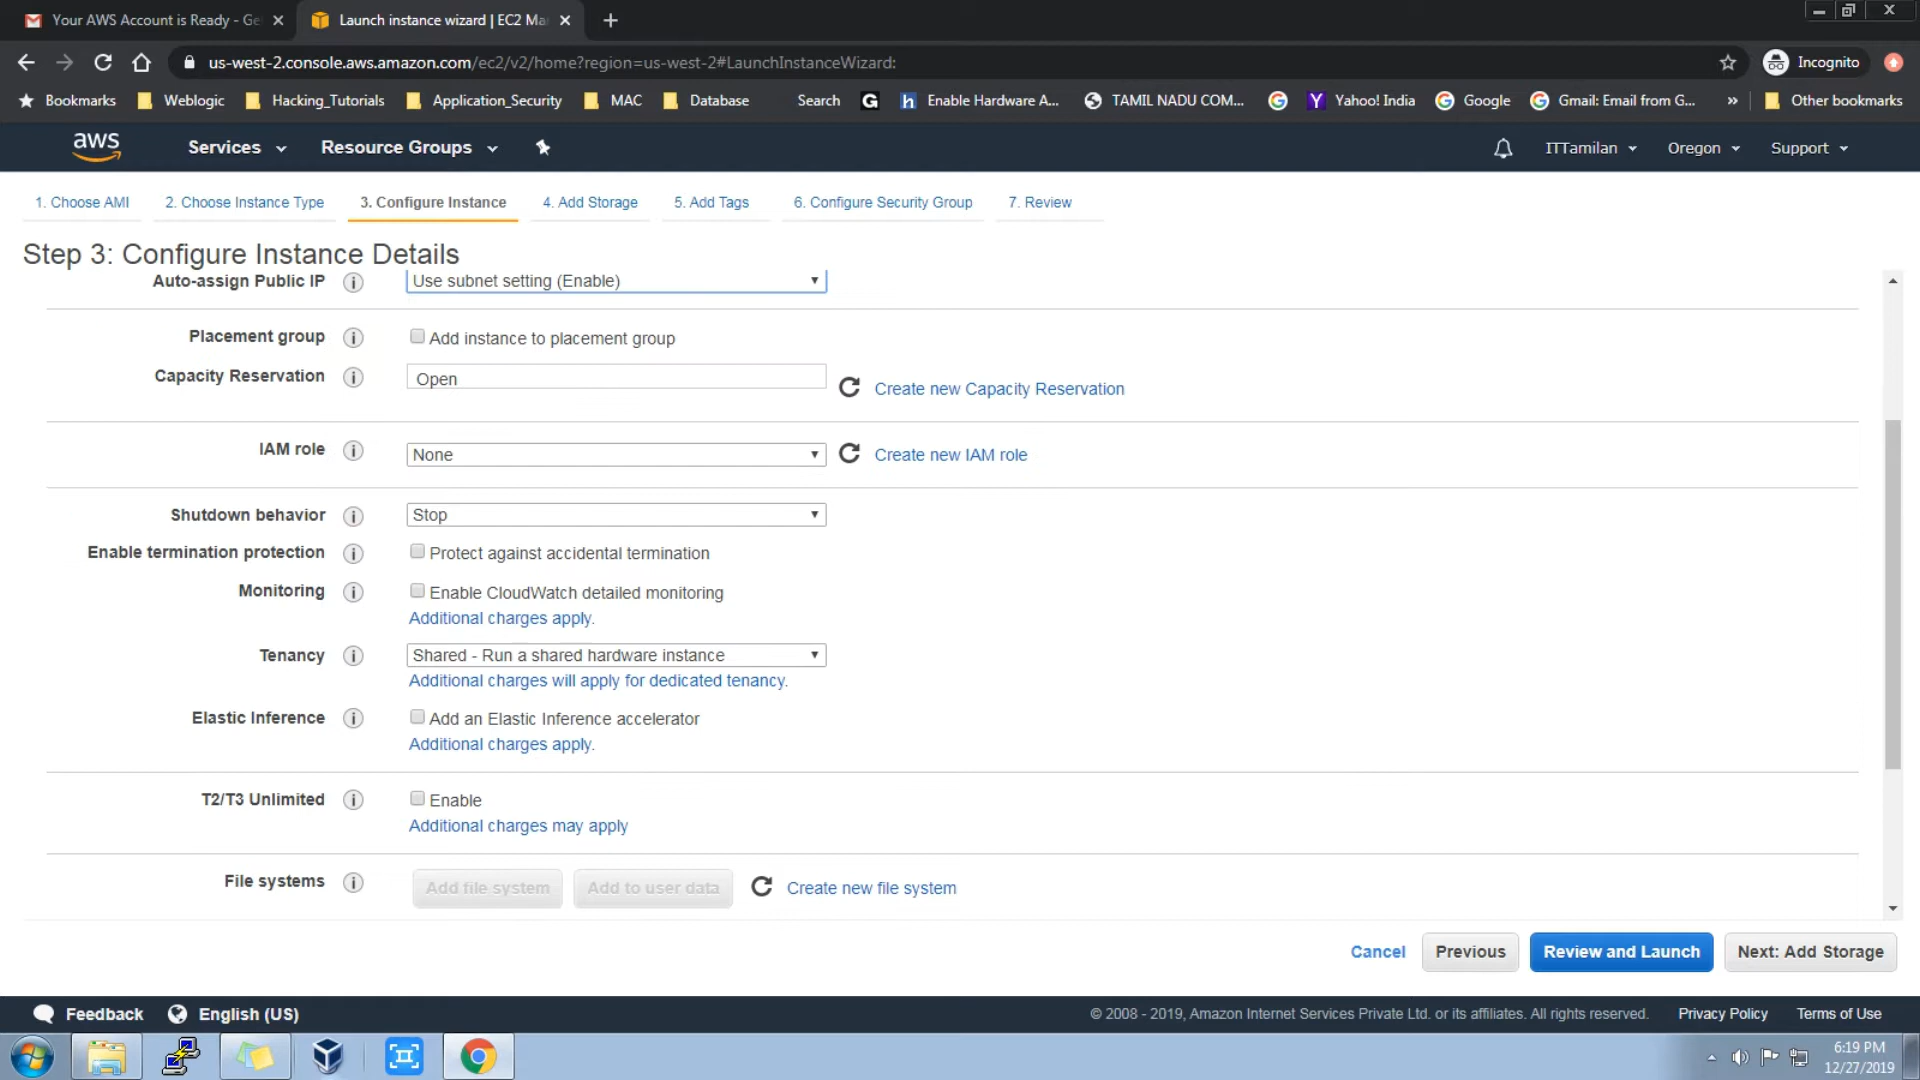 Your AWS Account is Ready - Ge
Launch instance wizard | EC2 Ma
us-west-2.console.aws.amazon.com/ec2/v2/home?region=us-west-2#LaunchInstanceWizard:
Incognito
Bookmarks
Weblogic
Hacking_Tutorials
Application_Security
MAC
Database
Search
Enable Hardware A...
TAMIL NADU COM...
Yahoo! India
Google
Gmail: Email from G...
»
Other bookmarks
aws
Services
Resource Groups
ITTamilan
Oregon
Support
1. Choose AMI
2. Choose Instance Type
3. Configure Instance
4. Add Storage
5. Add Tags
6. Configure Security Group
7. Review
Step 3: Configure Instance Details
Auto-assign Public IP
Use subnet setting (Enable)
Placement group
Add instance to placement group
Capacity Reservation
Open
Create new Capacity Reservation
IAM role
None
Create new IAM role
Shutdown behavior
Stop
Enable termination protection
Protect against accidental termination
Monitoring
Enable CloudWatch detailed monitoring
Additional charges apply.
Tenancy
Shared - Run a shared hardware instance
Additional charges will apply for dedicated tenancy.
Elastic Inference
Add an Elastic Inference accelerator
Additional charges apply.
T2/T3 Unlimited
Enable
Additional charges may apply
File systems
Add file system
Add to user data
Create new file system
Cancel
Previous
Review and Launch
Next: Add Storage
Feedback
English (US)
© 2008 - 2019, Amazon Internet Services Private Ltd. or its affiliates. All rights reserved.
Privacy Policy
Terms of Use
6:19 PM
12/27/2019